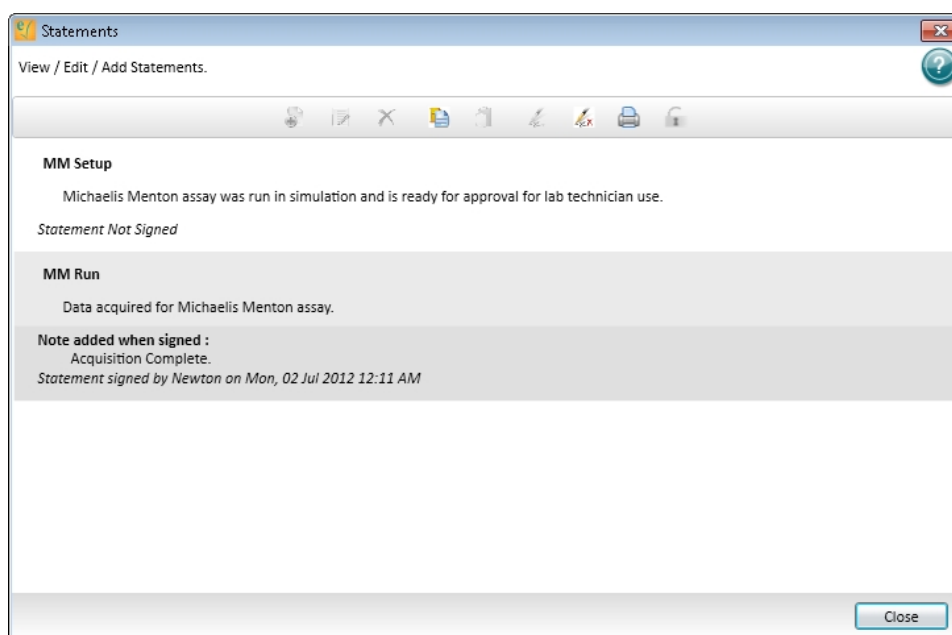 Statements
View / Edit / Add Statements.
?
MM Setup
Michaelis Menton assay was run in simulation and is ready for approval for lab technician use.
Statement Not Signed
MM Run
Data acquired for Michaelis Menton assay.
Note added when signed :
Acquisition Complete.
Statement signed by Newton on Mon, 02 Jul 2012 12:11 AM
Close